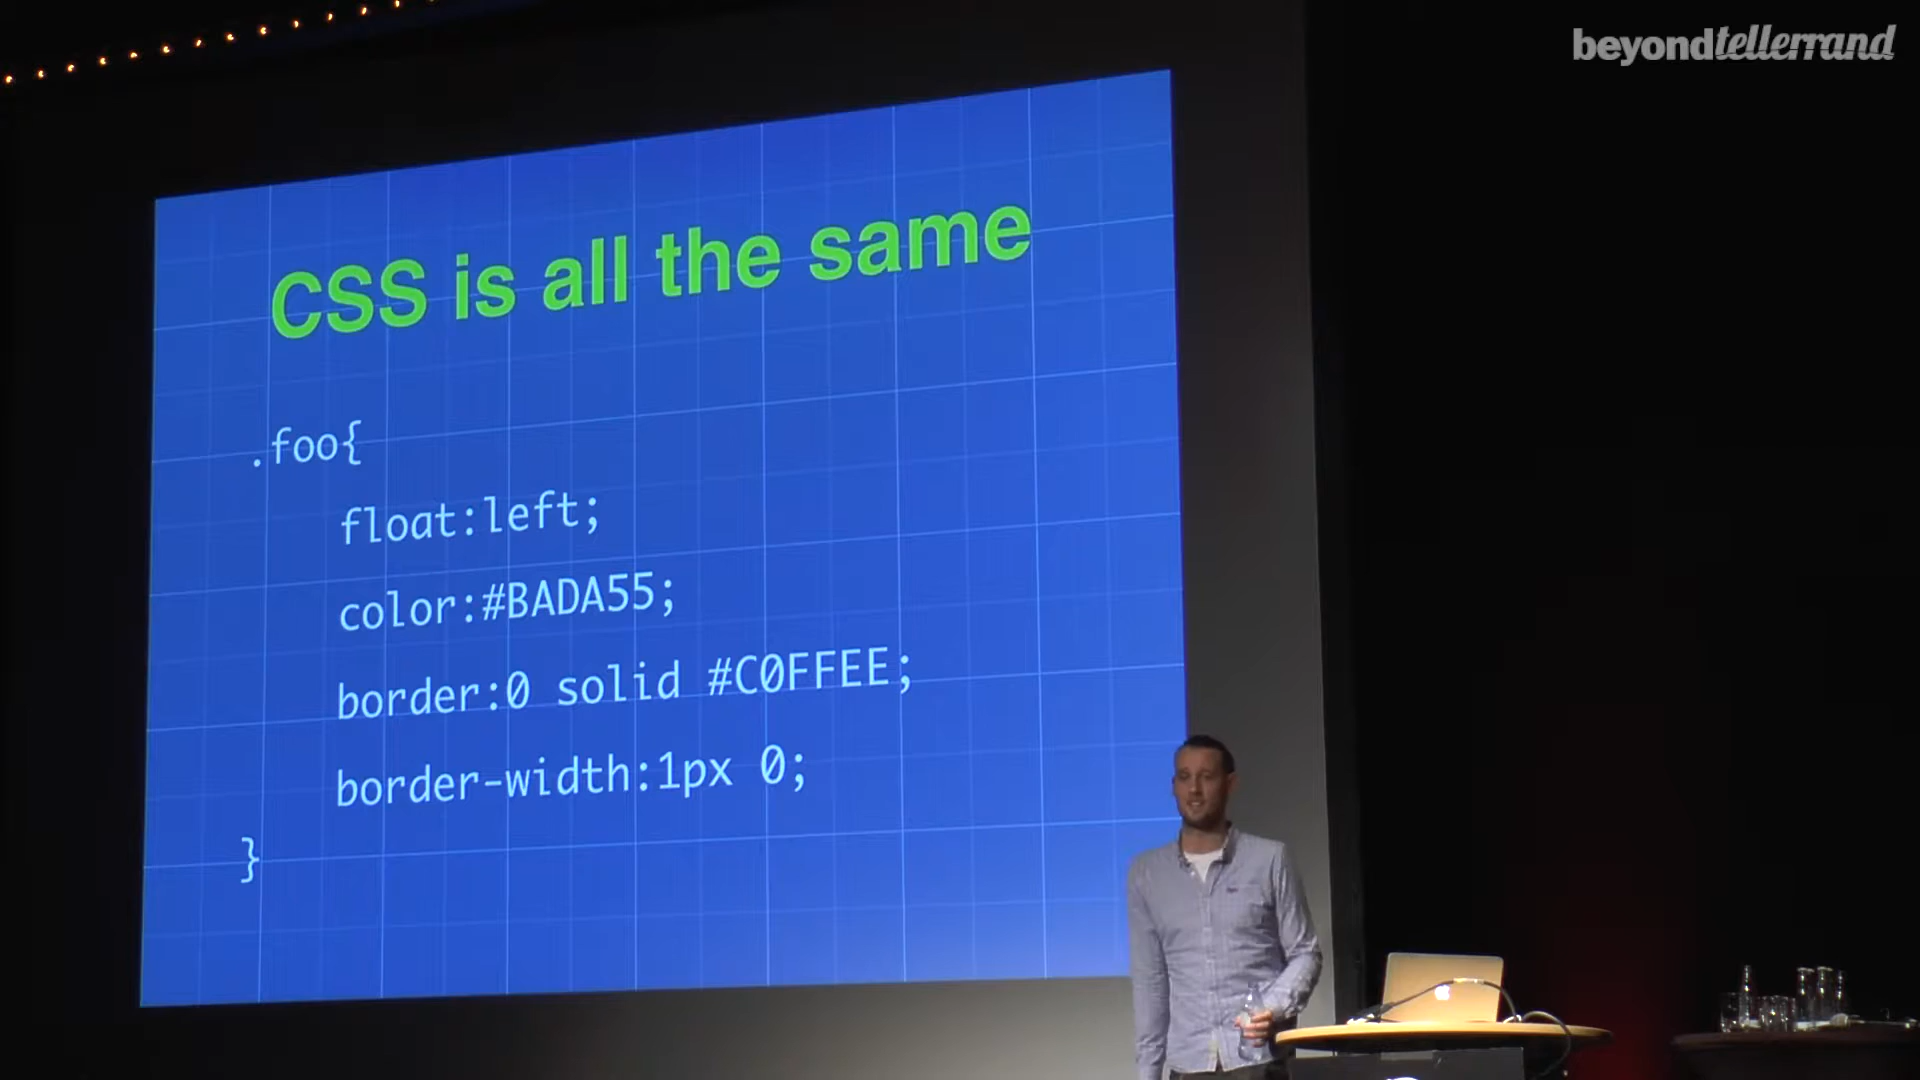 beyondtellerrand
CSS is all the same
.foo{
float:left;
color:#BADA55;
border:0 solid #C0FFEE;
border-width:1px 0;
}